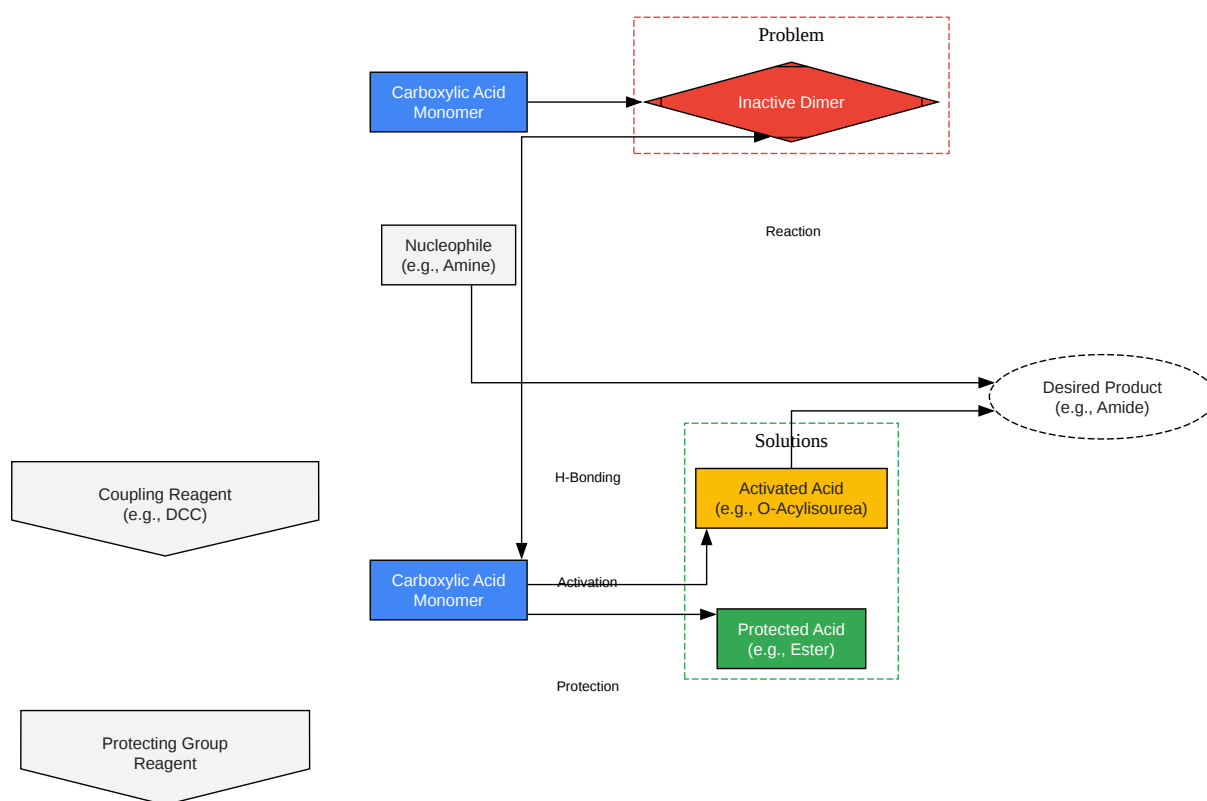 Problem
Carboxylic Acid
Monomer
Inactive Dimer
Reaction
Nucleophile
(e.g., Amine)
Desired Product
(e.g., Amide)
Solutions
H-Bonding
Activated Acid
(e.g., O-Acylisourea)
Coupling Reagent
(e.g., DCC)
Carboxylic Acid
Monomer
Activation
Protected Acid
(e.g., Ester)
Protection
Protecting Group
Reagent